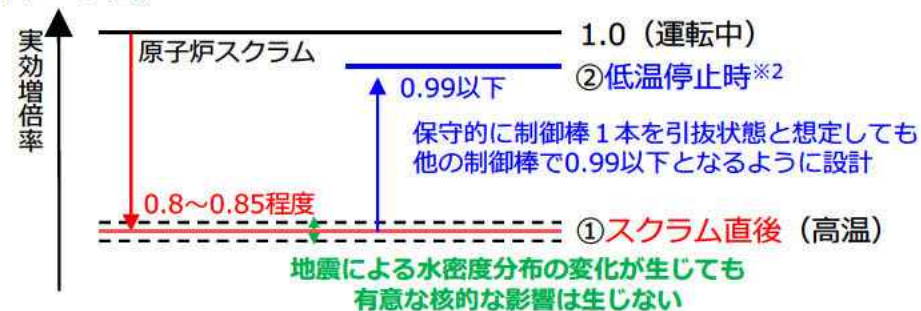 実効増倍率
1.0（運転中）
原子炉スクラム
②低温停止時※2
0.99以下
保守的に制御棒１本を引抜状態と想定しても
他の制御棒で0.99以下となるように設計
0.8～0.85程度
①スクラム直後（高温）
地震による水密度分布の変化が生じても
有意な核的な影響は生じない